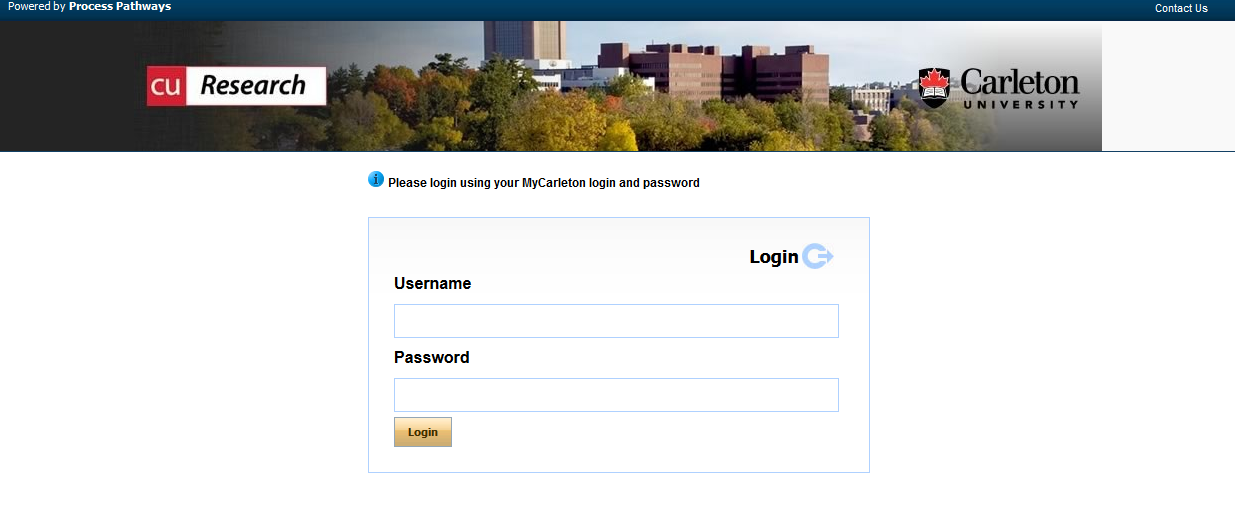 Powered by Process Pathways
Contact Us
cu Research
Carleton
UNIVERSITY
Please login using your MyCarleton login and password
Login
Username
Password
Login